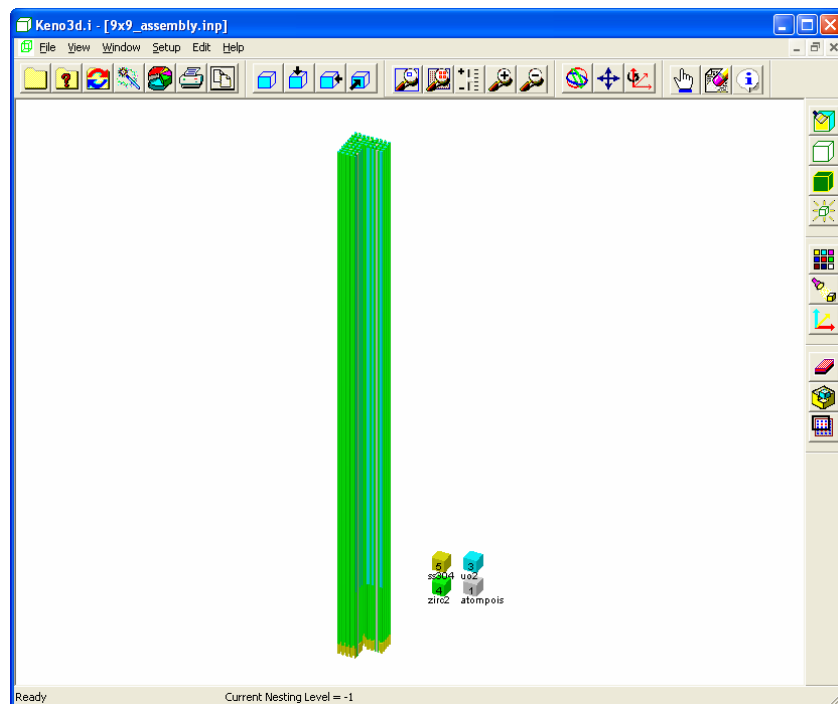 Keno3d.i - [9x9_assembly.inp]
File View Window Setup Edit Help
5 3
ss304 uo2
4 1
zirc2 atompois
Ready Current Nesting Level = -1